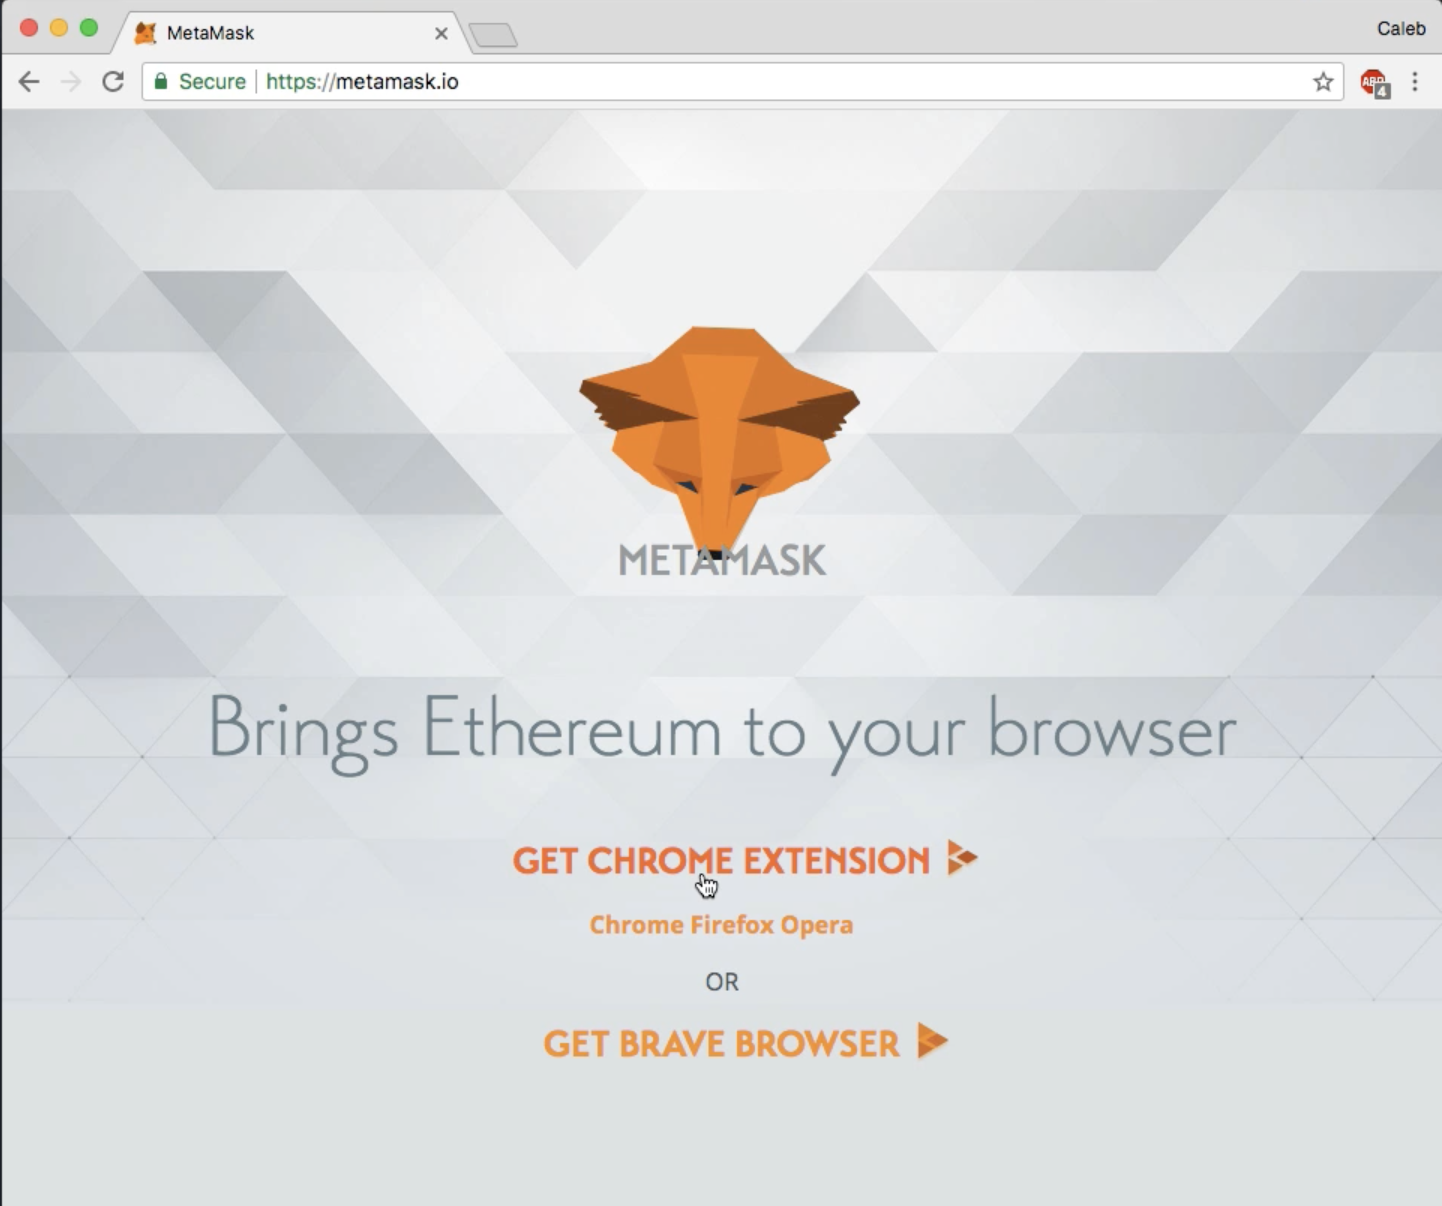 MetaMask
Caleb
Secure https://metamask.io
ABP
4
METAMASK
Brings Ethereum to your browser
GET CHROME EXTENSION
Chrome Firefox Opera
OR
GET BRAVE BROWSER